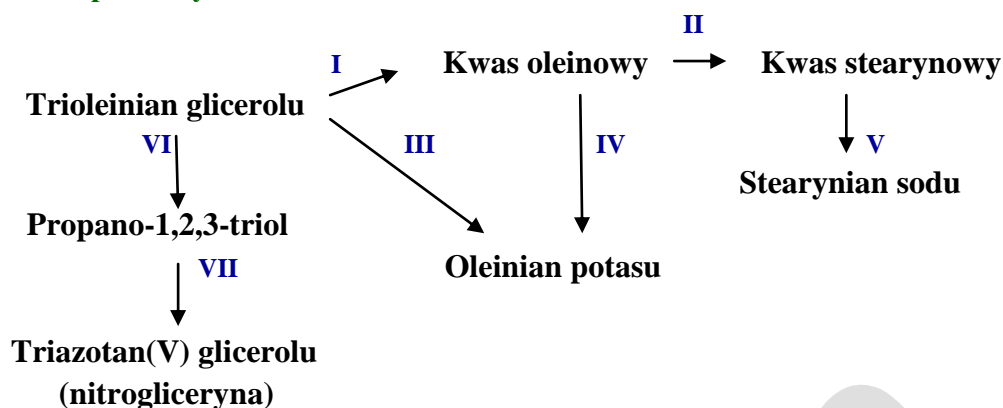 II
I
Kwas oleinowy
Kwas stearynowy
Trioleinian glicerolu
VI
III
IV
V
Stearynian sodu
Propano-1,2,3-triol
VII
Oleinian potasu
Triazotan(V) glicerolu
(nitrogliceryna)